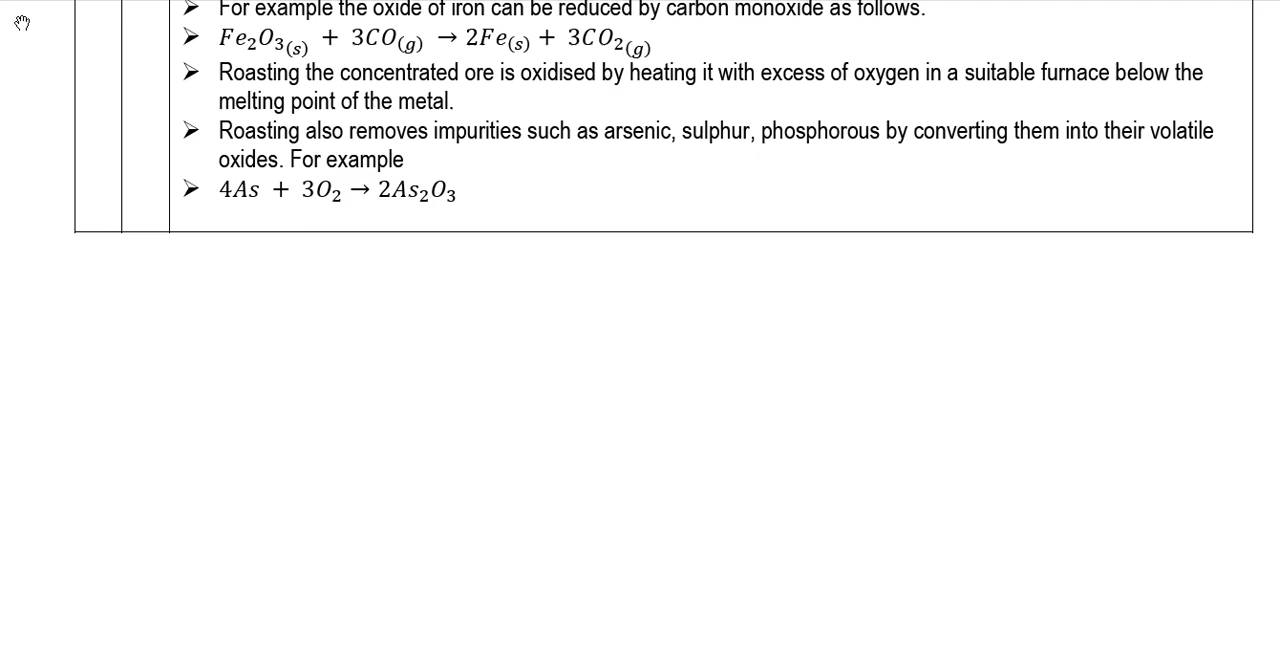 ➢ For example the oxide of iron can be reduced by carbon monoxide as follows.
➢ Fe₂O₃₍ₛ₎ + 3CO₍g₎ → 2Fe₍ₛ₎ + 3CO₂₍g₎
➢ Roasting the concentrated ore is oxidised by heating it with excess of oxygen in a suitable furnace below the
melting point of the metal.
➢ Roasting also removes impurities such as arsenic, sulphur, phosphorous by converting them into their volatile
oxides. For example
➢ 4As + 3O₂ → 2As₂O₃